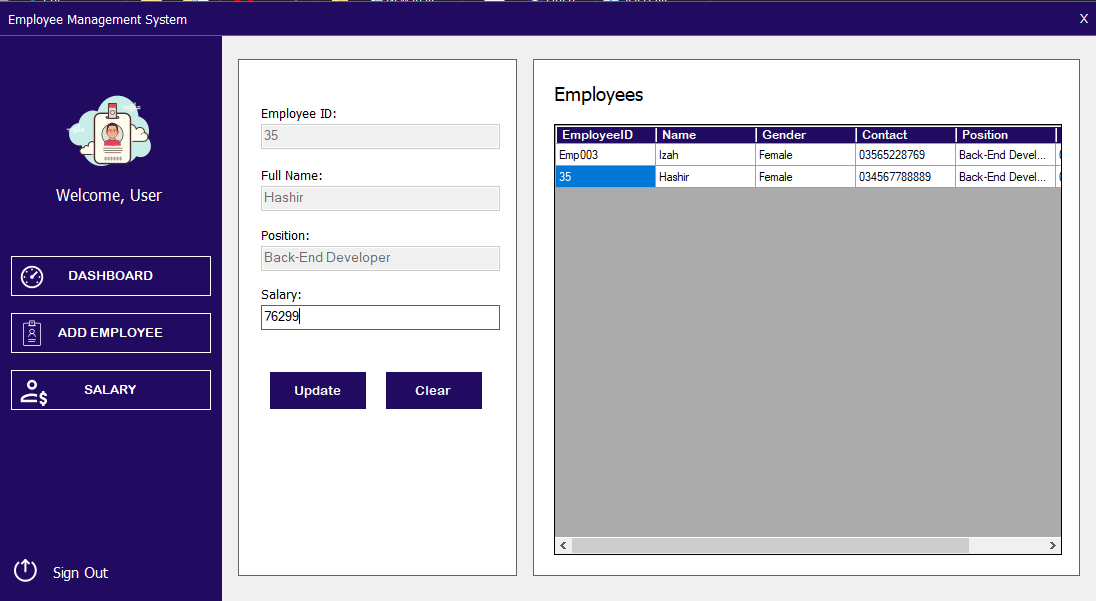 Employee Management System X
Welcome, User
DASHBOARD
ADD EMPLOYEE
SALARY
Sign Out
Employee ID:
35
Full Name:
Hashir
Position:
Back-End Developer
Salary:
76299
Update Clear
Employees
EmployeeID Name Gender Contact Position
Emp003 Izah Female 03565228769 Back-End Devel...
35 Hashir Female 034567788889 Back-End Devel...